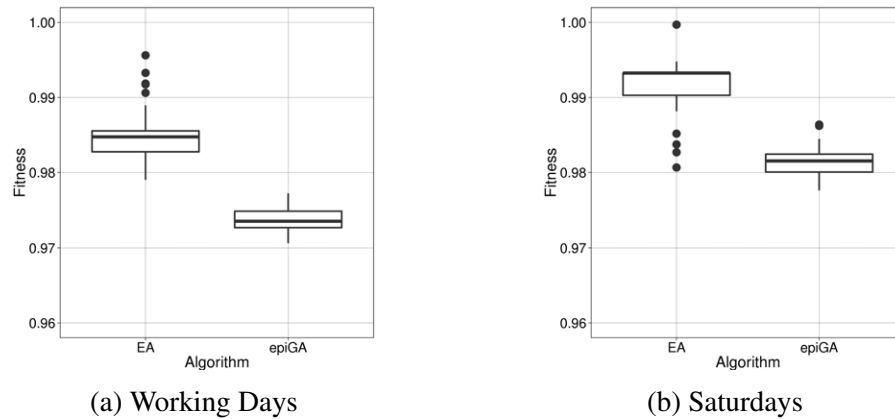 1.00
0.99
0.98
0.97
0.96
Fitness
EA
epiGA
Algorithm
(a) Working Days
1.00
0.99
0.98
0.97
0.96
Fitness
EA
epiGA
Algorithm
(b) Saturdays